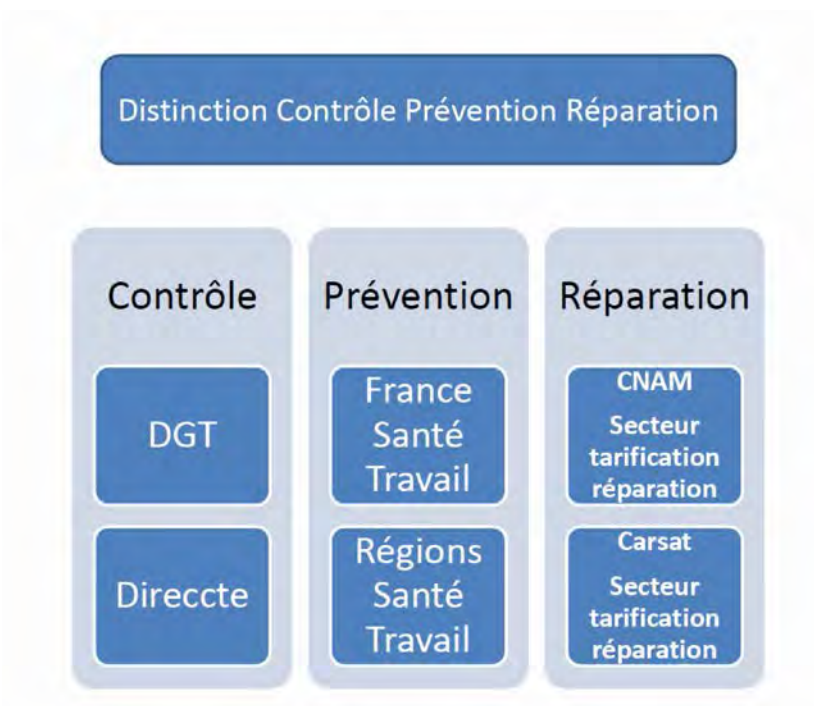 Distinction Contrôle Prévention Réparation
Contrôle
DGT
Direccte
Prévention
France
Santé
Travail
Régions
Santé
Travail
Réparation
CNAM
Secteur
tarification
réparation
Carsat
Secteur
tarification
réparation